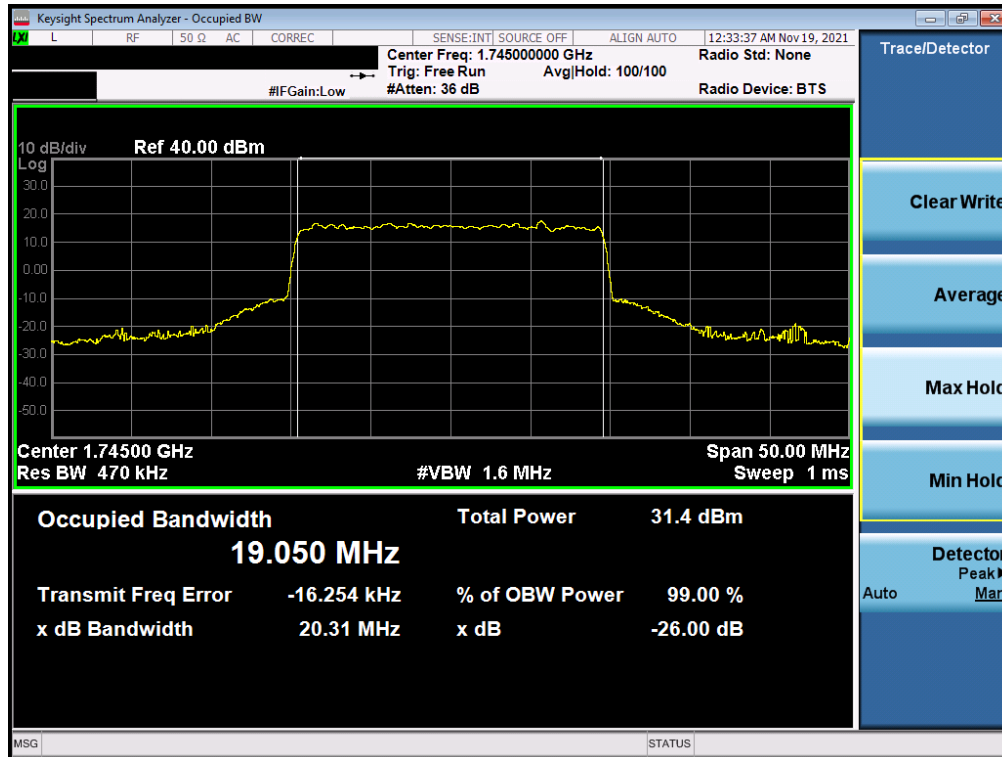 Keysight Spectrum Analyzer - Occupied BW
LXI L RF 50 Ω AC CORREC SENSE:INT SOURCE OFF ALIGN AUTO 12:33:37 AM Nov 19, 2021
Center Freq: 1.745000000 GHz Radio Std: None
Trig: Free Run Avg|Hold: 100/100
#IFGain:Low #Atten: 36 dB Radio Device: BTS
Trace/Detector
10 dB/div Ref 40.00 dBm
Log
30.0
20.0
10.0
0.00
-10.0
-20.0
-30.0
-40.0
-50.0
Center 1.74500 GHz Span 50.00 MHz
Res BW 470 kHz #VBW 1.6 MHz Sweep 1 ms
Occupied Bandwidth Total Power 31.4 dBm
19.050 MHz
Transmit Freq Error -16.254 kHz % of OBW Power 99.00 %
x dB Bandwidth 20.31 MHz x dB -26.00 dB
Clear Write
Average
Max Hold
Min Hold
Detector
Peak
Auto Man
MSG STATUS